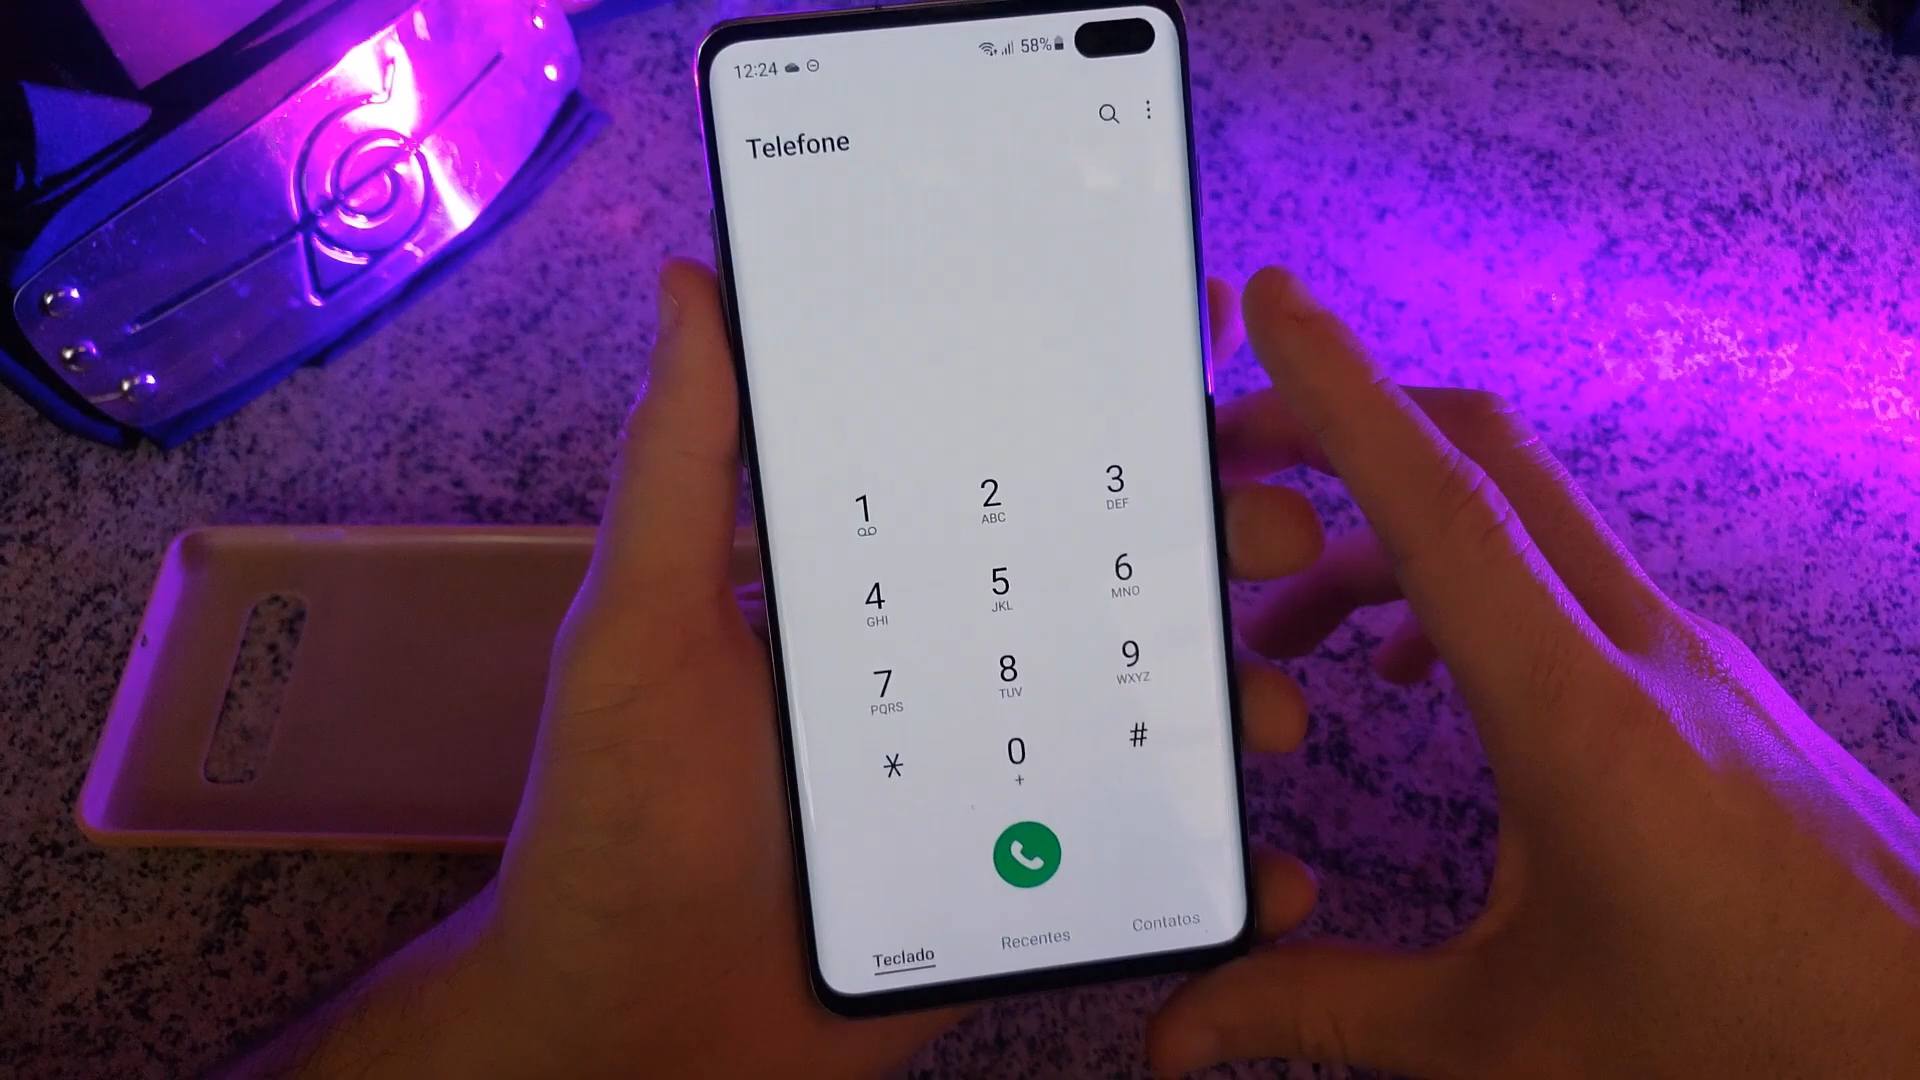 12:24 58%
Telefone
1 2 3
ABC DEF
4 5 6
GHI JKL MNO
7 8 9
PQRS TUV WXYZ
* 0 #
+
Teclado Recentes Contatos